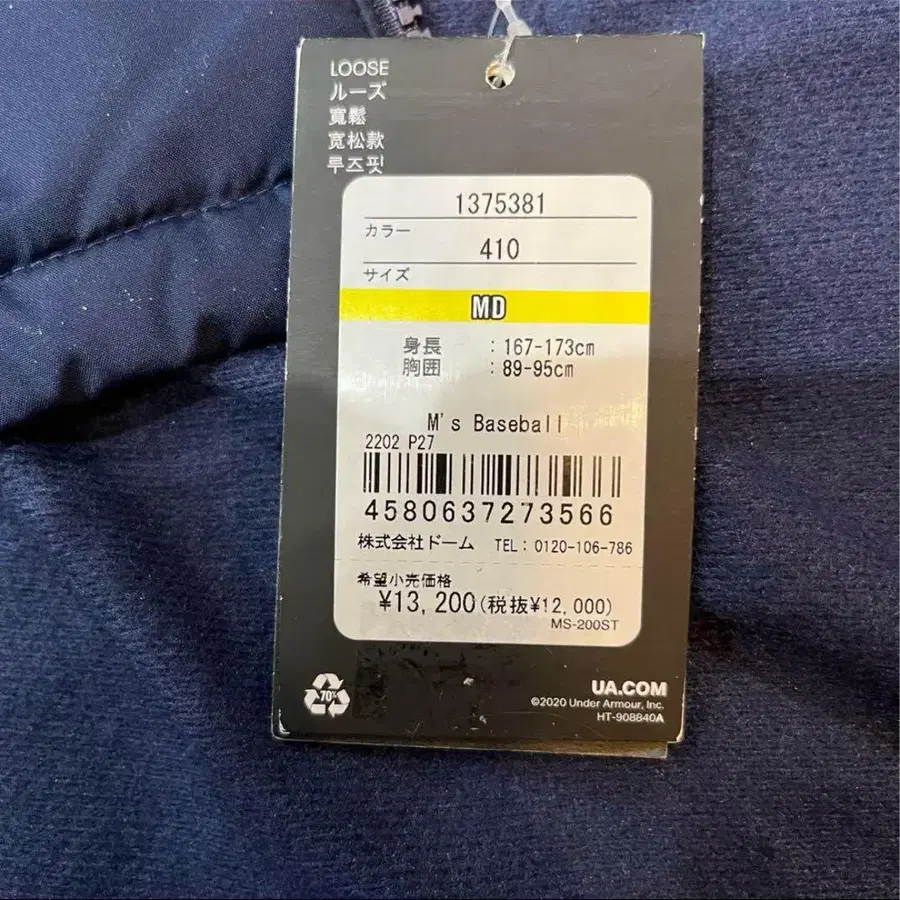 LOOSE
ルーズ
寬鬆
宽松款
루즈핏
1375381
カラー
410
サイズ
MD
身長 : 167-173cm
胸囲 : 89-95cm
M's Baseball
2202 P27
4580637273566
株式会社ドーム TEL: 0120-106-786
希望小売価格
¥13,200(税抜¥12,000)
MS-200ST
70%
UA.COM
©2020 Under Armour, Inc.
HT-908840A